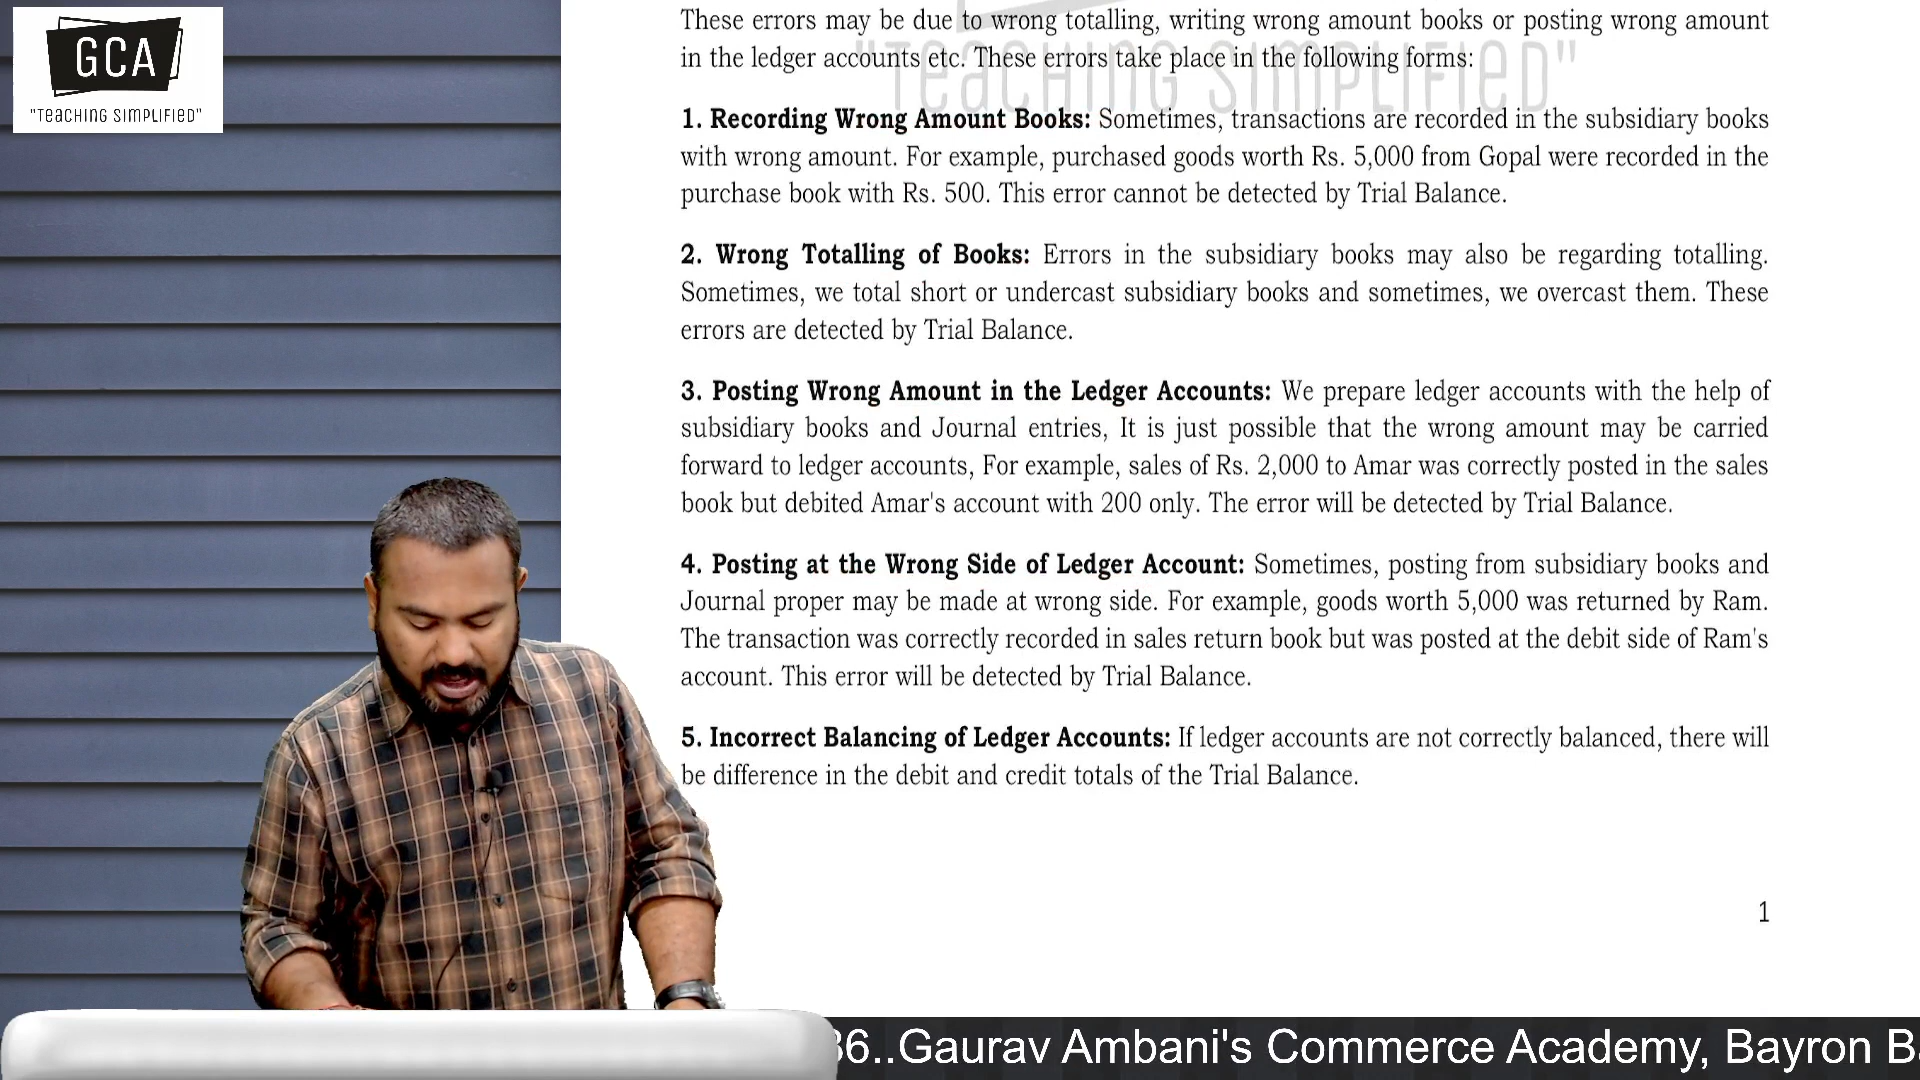 GCA
"TEACHING SIMPLIFIED"
"TEACHING SIMPLIFIED"
These errors may be due to wrong totalling, writing wrong amount books or posting wrong amount
in the ledger accounts etc. These errors take place in the following forms:
1. Recording Wrong Amount Books: Sometimes, transactions are recorded in the subsidiary books
with wrong amount. For example, purchased goods worth Rs. 5,000 from Gopal were recorded in the
purchase book with Rs. 500. This error cannot be detected by Trial Balance.
2. Wrong Totalling of Books: Errors in the subsidiary books may also be regarding totalling.
Sometimes, we total short or undercast subsidiary books and sometimes, we overcast them. These
errors are detected by Trial Balance.
3. Posting Wrong Amount in the Ledger Accounts: We prepare ledger accounts with the help of
subsidiary books and Journal entries, It is just possible that the wrong amount may be carried
forward to ledger accounts, For example, sales of Rs. 2,000 to Amar was correctly posted in the sales
book but debited Amar's account with 200 only. The error will be detected by Trial Balance.
4. Posting at the Wrong Side of Ledger Account: Sometimes, posting from subsidiary books and
Journal proper may be made at wrong side. For example, goods worth 5,000 was returned by Ram.
The transaction was correctly recorded in sales return book but was posted at the debit side of Ram's
account. This error will be detected by Trial Balance.
5. Incorrect Balancing of Ledger Accounts: If ledger accounts are not correctly balanced, there will
be difference in the debit and credit totals of the Trial Balance.
1
36..Gaurav Ambani's Commerce Academy, Bayron B